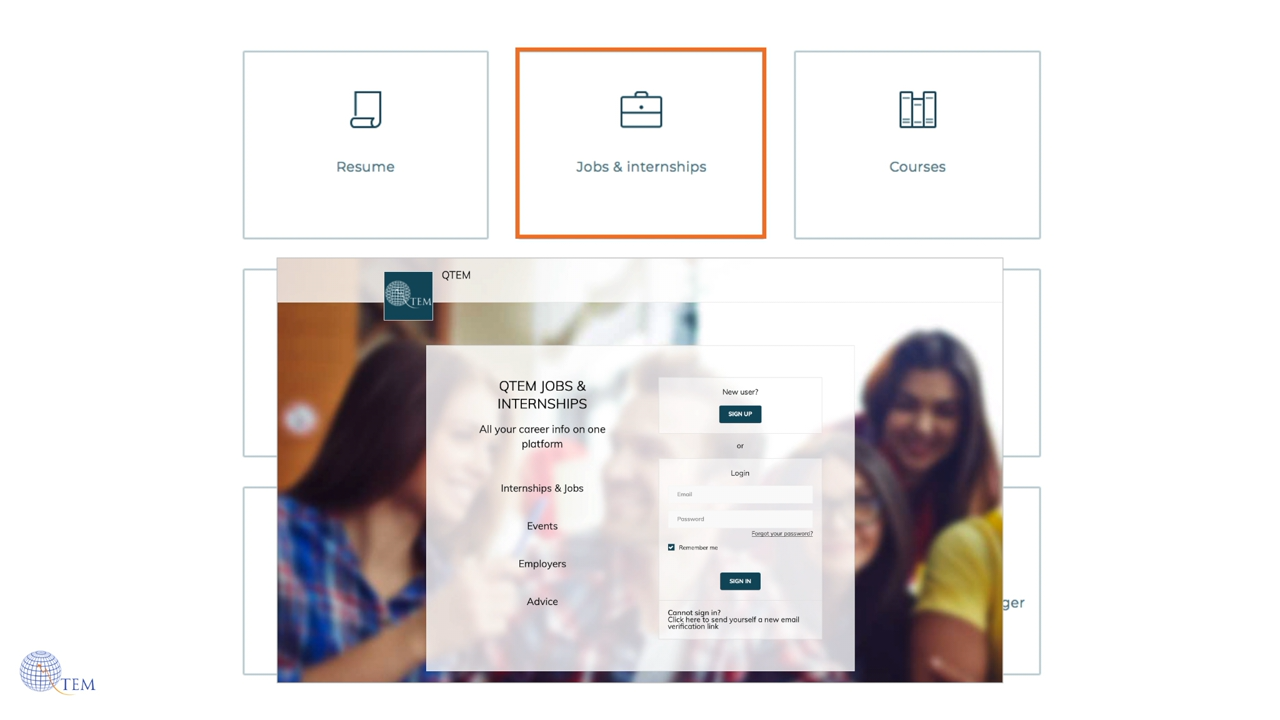 Resume
Jobs & internships
Courses
QTEM
QTEM
QTEM JOBS &
INTERNSHIPS
All your career info on one
platform
Internships & Jobs
Events
Employers
Advice
New user?
SIGN UP
or
Login
Email
Password
Forgot your password?
Remember me
SIGN IN
Cannot sign in?
Click here to send yourself a new email
verification link
ger
QTEM